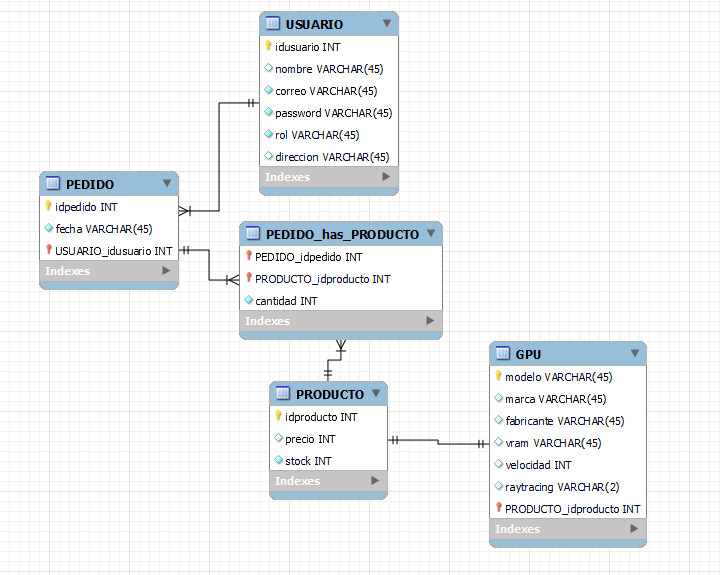 USUARIO
idusuario INT
nombre VARCHAR(45)
correo VARCHAR(45)
password VARCHAR(45)
rol VARCHAR(45)
direccion VARCHAR(45)
Indexes
PEDIDO
idpedido INT
fecha VARCHAR(45)
USUARIO_idusuario INT
Indexes
PEDIDO_has_PRODUCTO
PEDIDO_idpedido INT
PRODUCTO_idproducto INT
cantidad INT
Indexes
PRODUCTO
idproducto INT
precio INT
stock INT
Indexes
GPU
modelo VARCHAR(45)
marca VARCHAR(45)
fabricante VARCHAR(45)
vram VARCHAR(45)
velocidad INT
raytracing VARCHAR(2)
PRODUCTO_idproducto INT
Indexes